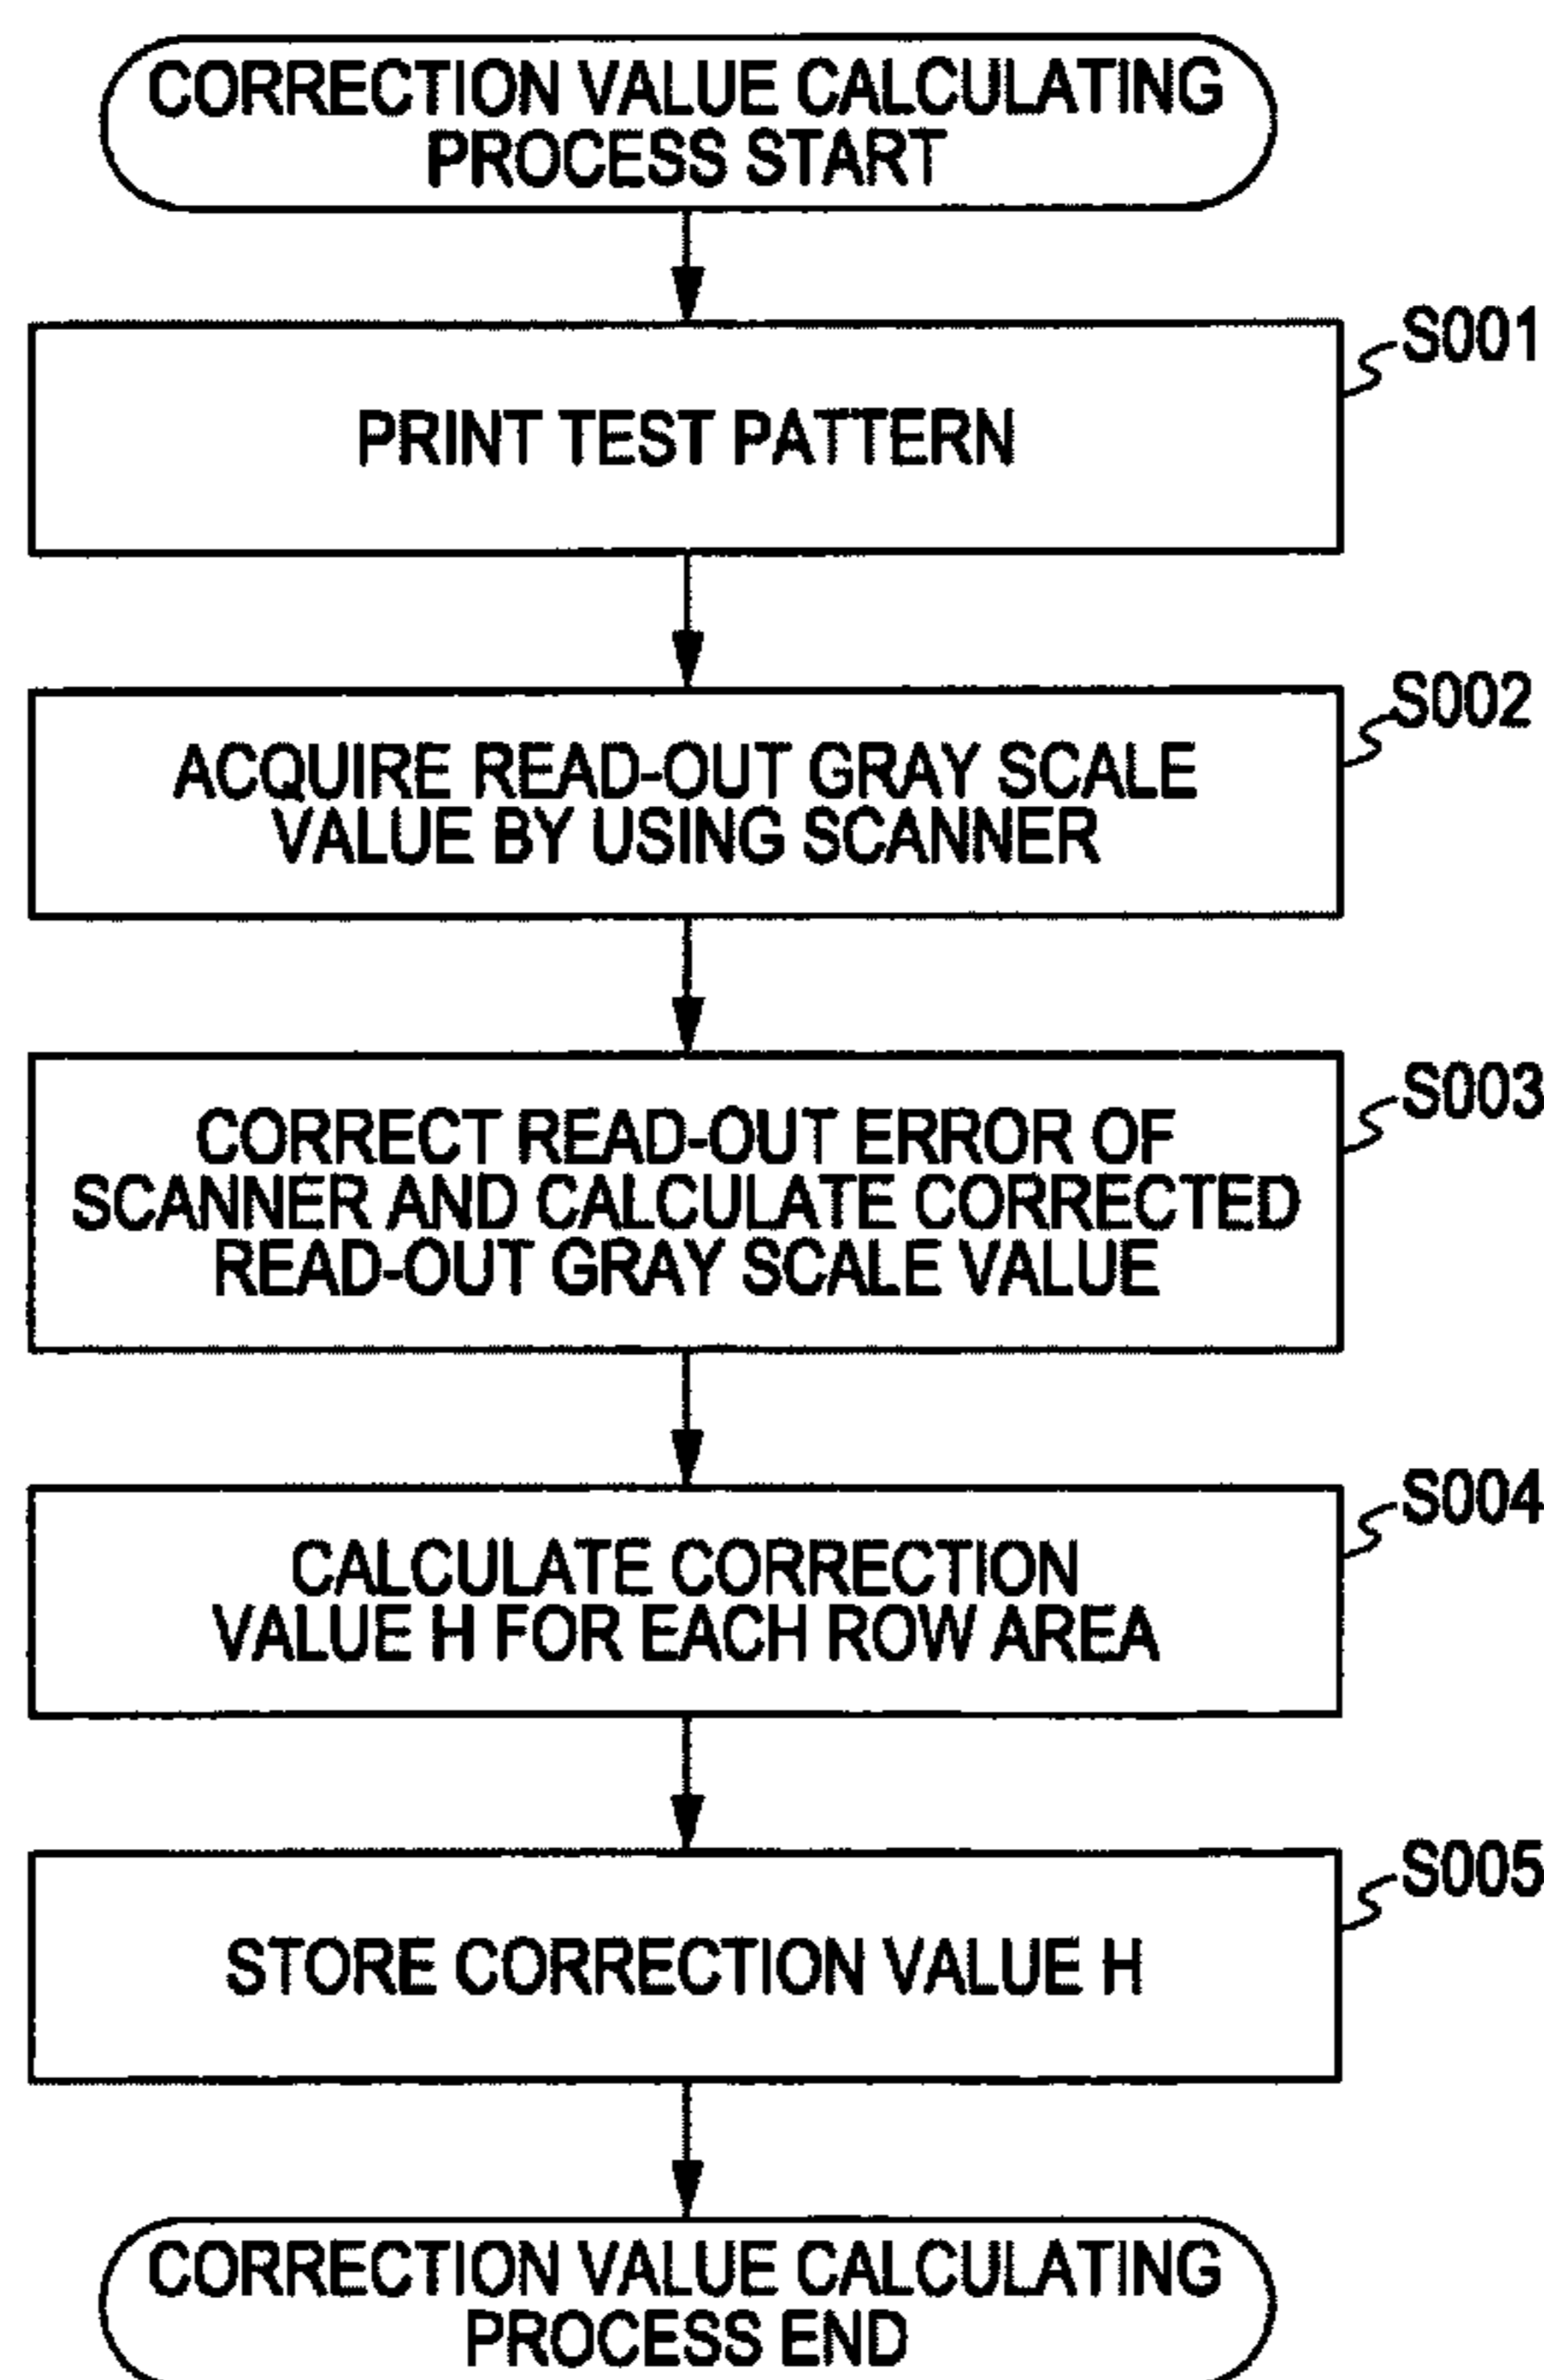 CORRECTION VALUE CALCULATING
PROCESS START
S001
PRINT TEST PATTERN
S002
ACQUIRE READ-OUT GRAY SCALE
VALUE BY USING SCANNER
S003
CORRECT READ-OUT ERROR OF
SCANNER AND CALCULATE CORRECTED
READ-OUT GRAY SCALE VALUE
S004
CALCULATE CORRECTION
VALUE H FOR EACH ROW AREA
S005
STORE CORRECTION VALUE H
CORRECTION VALUE CALCULATING
PROCESS END